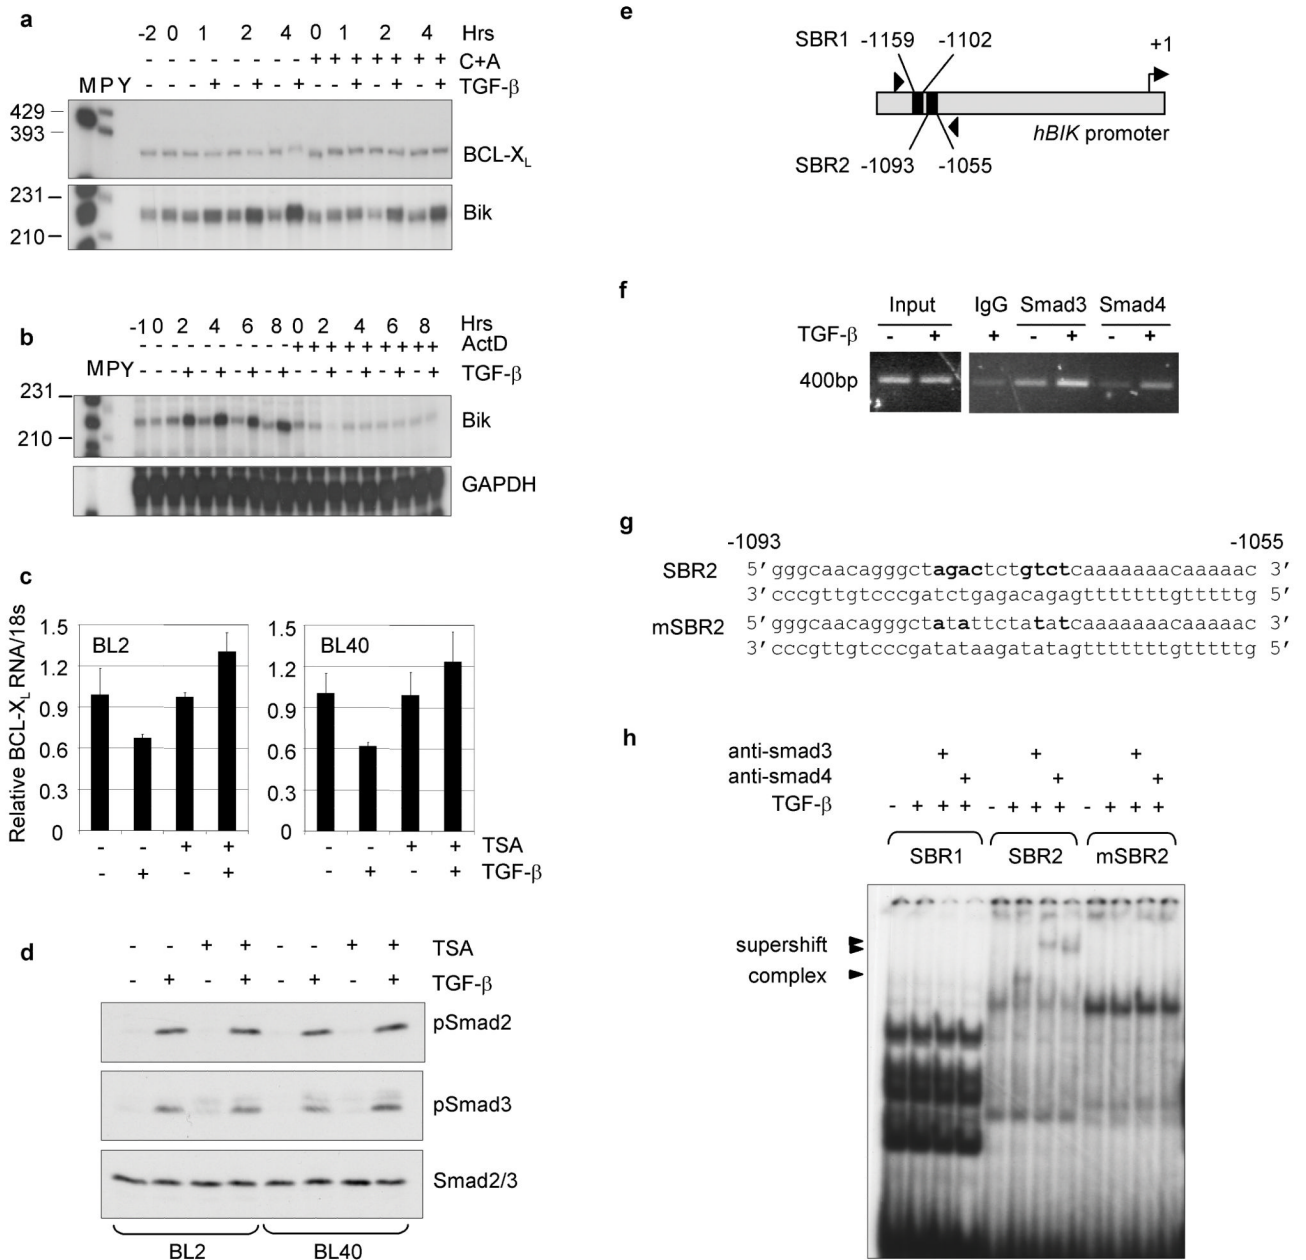 a
-2 0 1 2 4 0 1 2 4 Hrs
- - - - - - - - + + + + + + + C+A
M P Y - - - + - + - + - - + - + - + TGF-β
429
393
BCL-XL
231
210
Bik
b
-1 0 2 4 6 8 0 2 4 6 8 Hrs
- - - - - - - - - - + + + + + + + + + ActD
M P Y - - - + - + - + - + - - + - + - + - + TGF-β
231
210
Bik
GAPDH
c
Relative BCL-XL RNA/18s
1.5
1.2
0.9
0.6
0.3
0
BL2
1.5
1.2
0.9
0.6
0.3
0
BL40
- - + + - - + + TSA
- + - + - + - + TGF-β
d
- - + + - - + + TSA
- + - + - + - + TGF-β
pSmad2
pSmad3
Smad2/3
BL2 BL40
e
SBR1 -1159 -1102 +1
hBIK promoter
SBR2 -1093 -1055
f
Input IgG Smad3 Smad4
TGF-β - + + - + - +
400bp
g
-1093 -1055
SBR2 5’gggcaacagggctagactctgtctcaaaaaaacaaaaac 3’
3’cccgttgtcccgatctgagacagagtttttttgtttttg 5’
mSBR2 5’gggcaacagggctatattctatatcaaaaaaacaaaaac 3’
3’cccgttgtcccgatataagatatagtttttttgtttttg 5’
h
anti-smad3 + + +
anti-smad4 + + +
TGF-β - + + + - + + + - + + +
SBR1 SBR2 mSBR2
supershift
complex